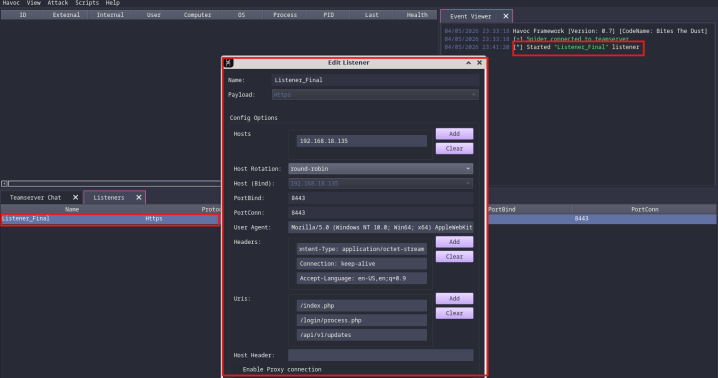 Havoc View Attack Scripts Help
ID External Internal User Computer OS Process PID Last Health
Event Viewer X
04/05/2026 23:33:18 Havoc Framework [Version: 0.7] [CodeName: Bites The Dust]
04/05/2026 23:33:18 [+] Spider connected to teamserver
04/05/2026 23:41:20 [*] Started "Listener_Final" listener
Edit Listener
Name: Listener_Final
Payload: Https
Config Options
Hosts
192.168.18.135
Add
Clear
Host Rotation: round-robin
Host (Bind): 192.168.18.135
PortBind: 8443
PortConn: 8443
User Agent: Mozilla/5.0 (Windows NT 10.0; Win64; x64) AppleWebKit
Headers:
ntent-Type: application/octet-stream
Connection: keep-alive
Accept-Language: en-US,en;q=0.9
Add
Clear
Uris:
/index.php
/login/process.php
/api/v1/updates
Add
Clear
Host Header:
Enable Proxy connection
Teamserver Chat X Listeners X
Name Protoc PortBind PortConn
Listener_Final Https 8443